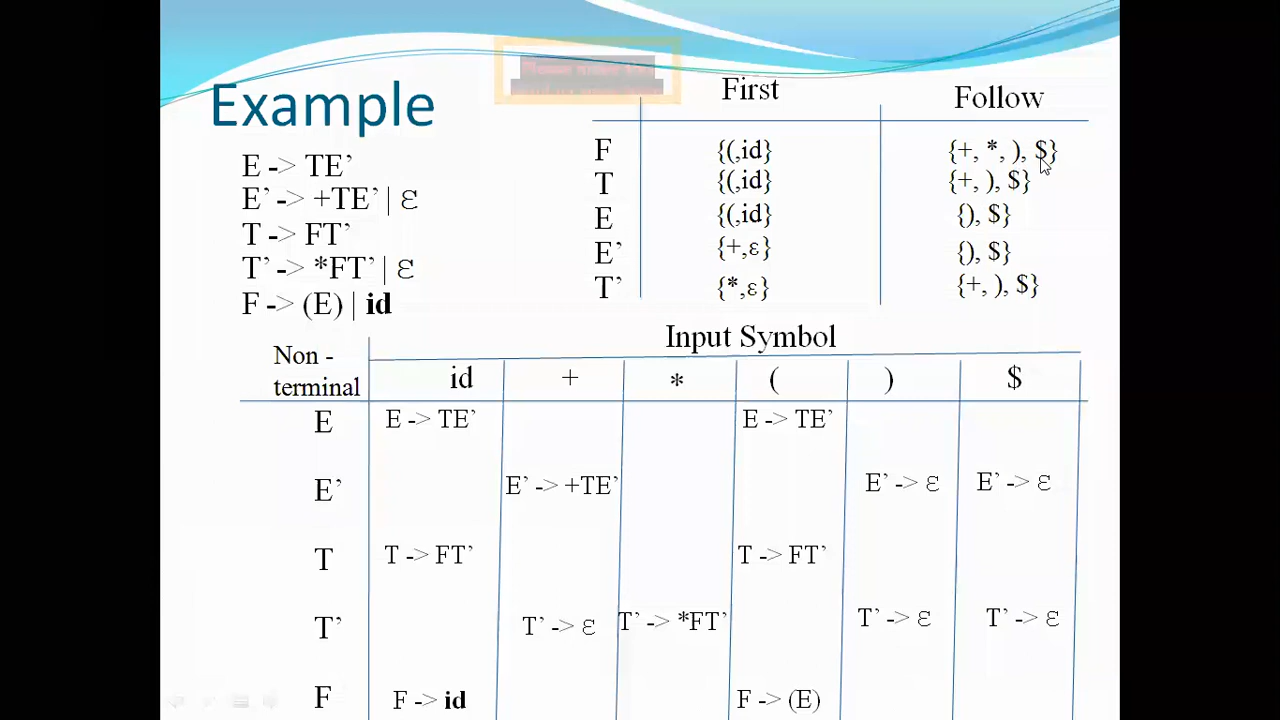 Example
E -> TE’
E’ -> +TE’ | ε
T -> FT’
T’ -> *FT’ | ε
F -> (E) | id
First Follow
F {(,id} {+, *, ), $}
T {(,id} {+, ), $}
E {(,id} {), $}
E’ {+,ε} {), $}
T’ {*,ε} {+, ), $}
Non - terminal
Input Symbol
id + * ( ) $
E E -> TE’ E -> TE’
E’ E’ -> +TE’ E’ -> ε E’ -> ε
T T -> FT’ T -> FT’
T’ T’ -> ε T’ -> *FT’ T’ -> ε T’ -> ε
F F -> id F -> (E)